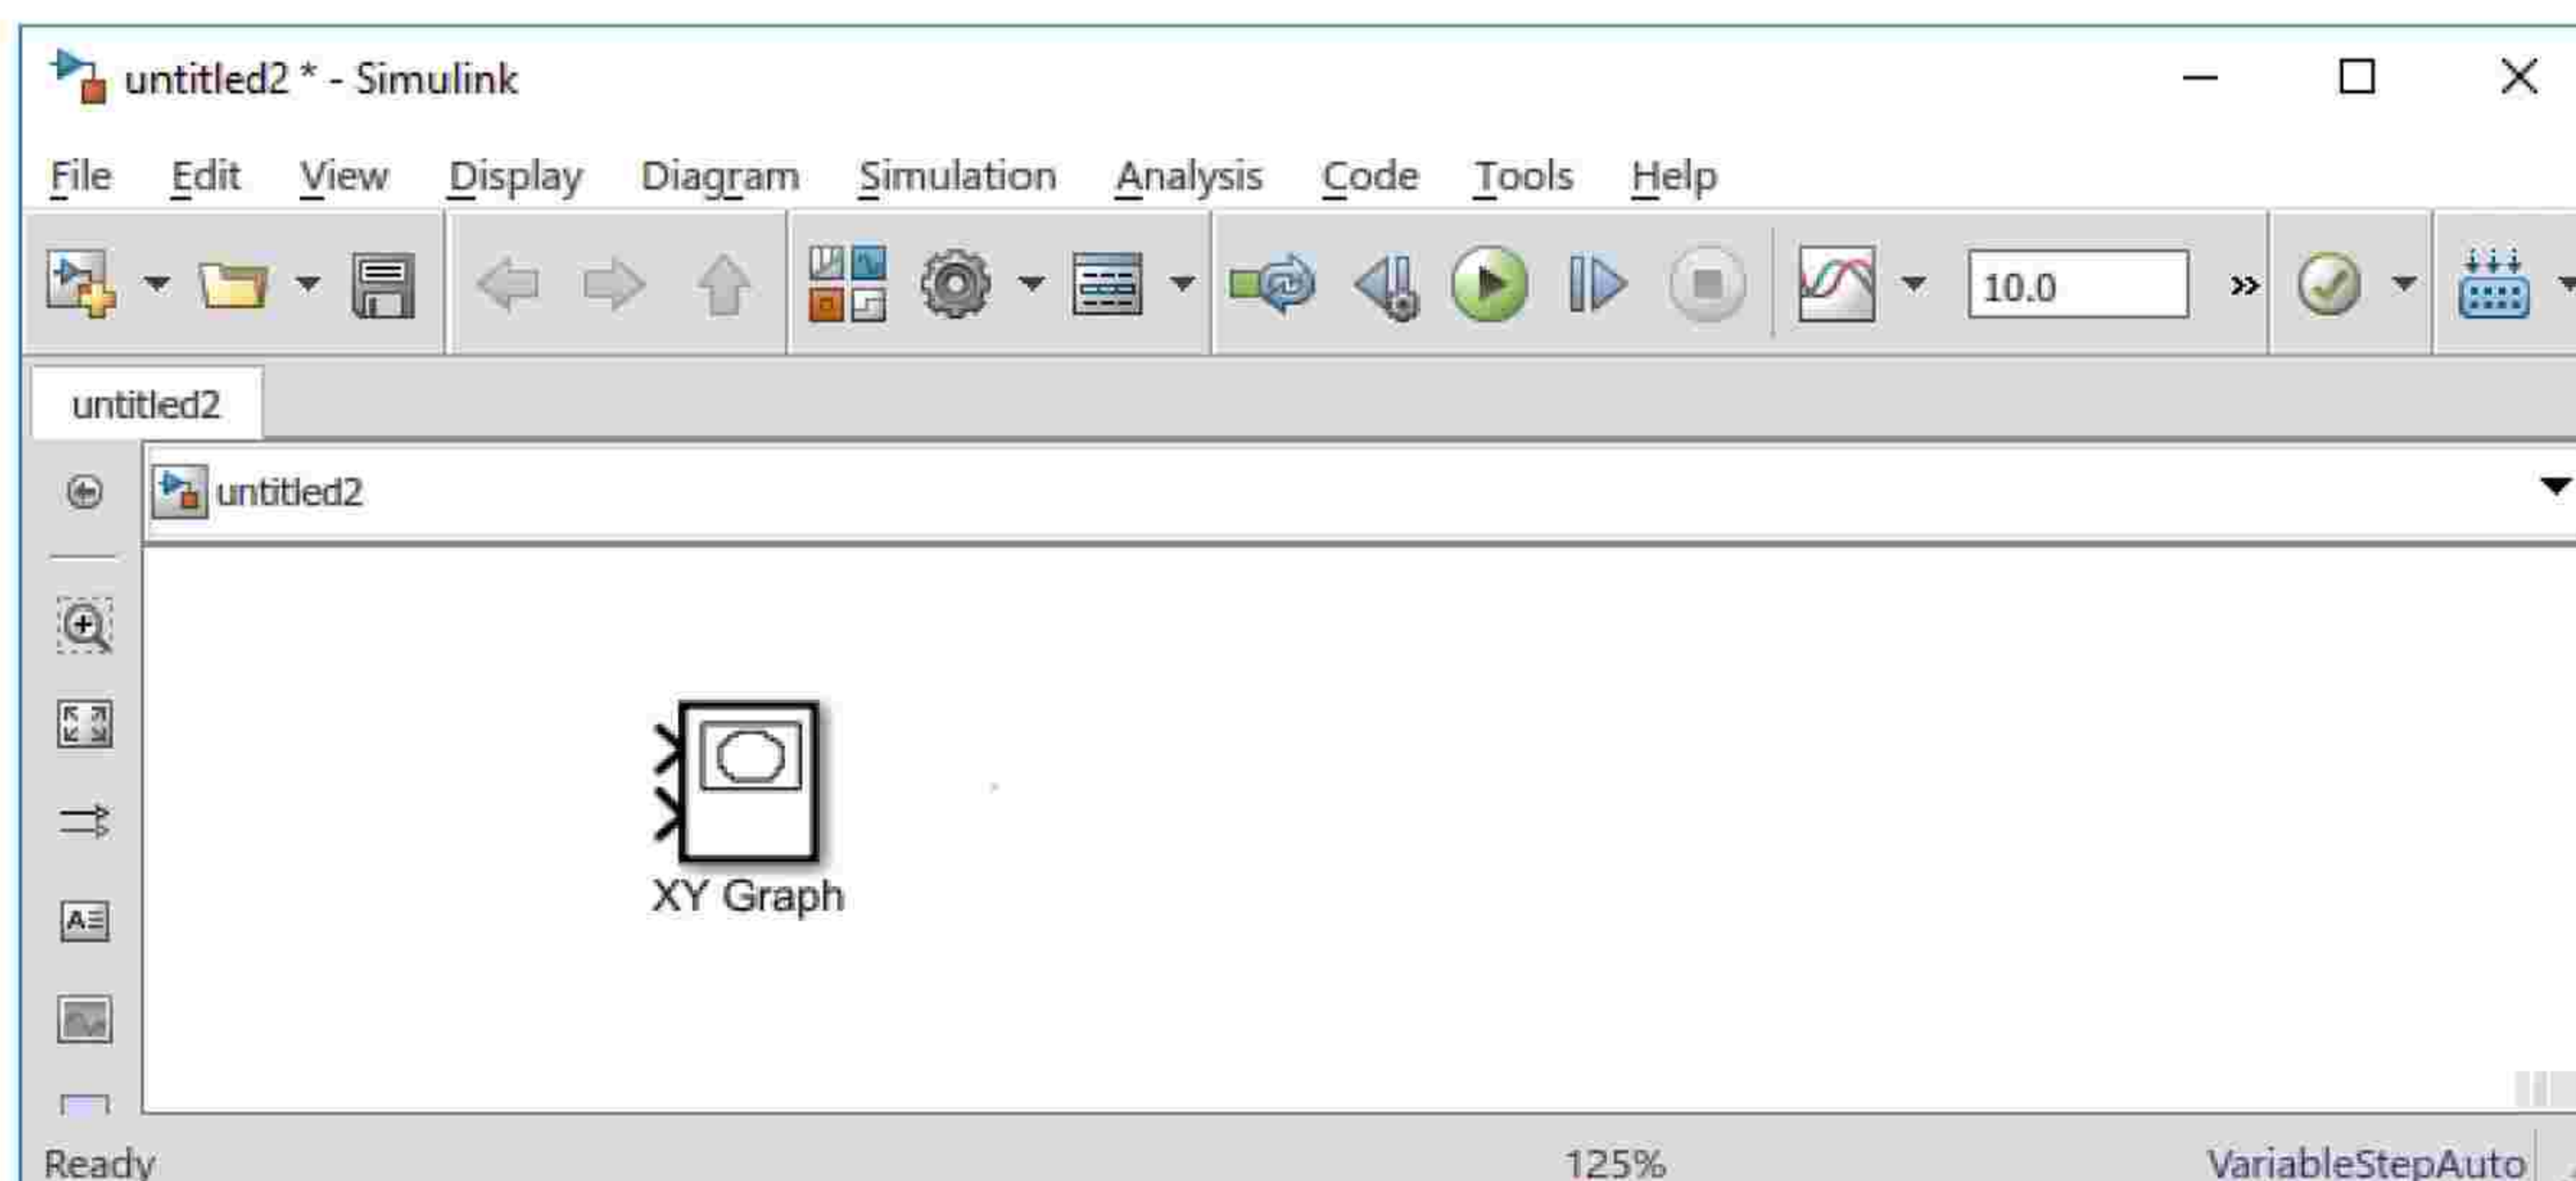 untitled2 * - Simulink
File Edit View Display Diagram Simulation Analysis Code Tools Help
10.0 »
untitled2
untitled2
XY Graph
Ready 125% VariableStepAuto